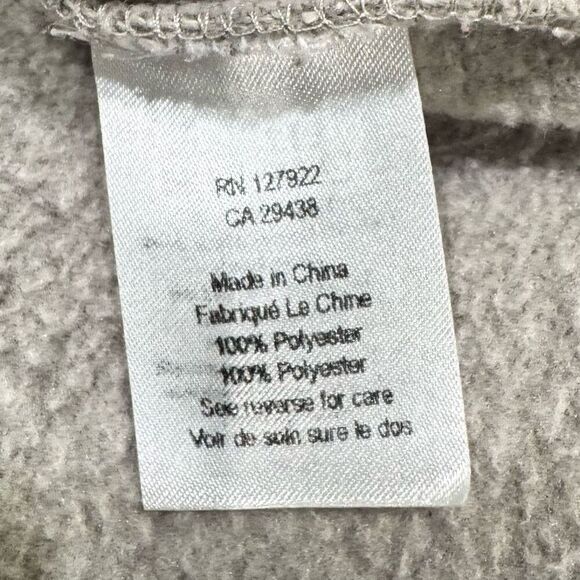 RN 127922
CA 29438
Made in China
Fabriqué La Chine
100% Polyester
100% Polyester
See reverse for care
Voir de soin sure le dos